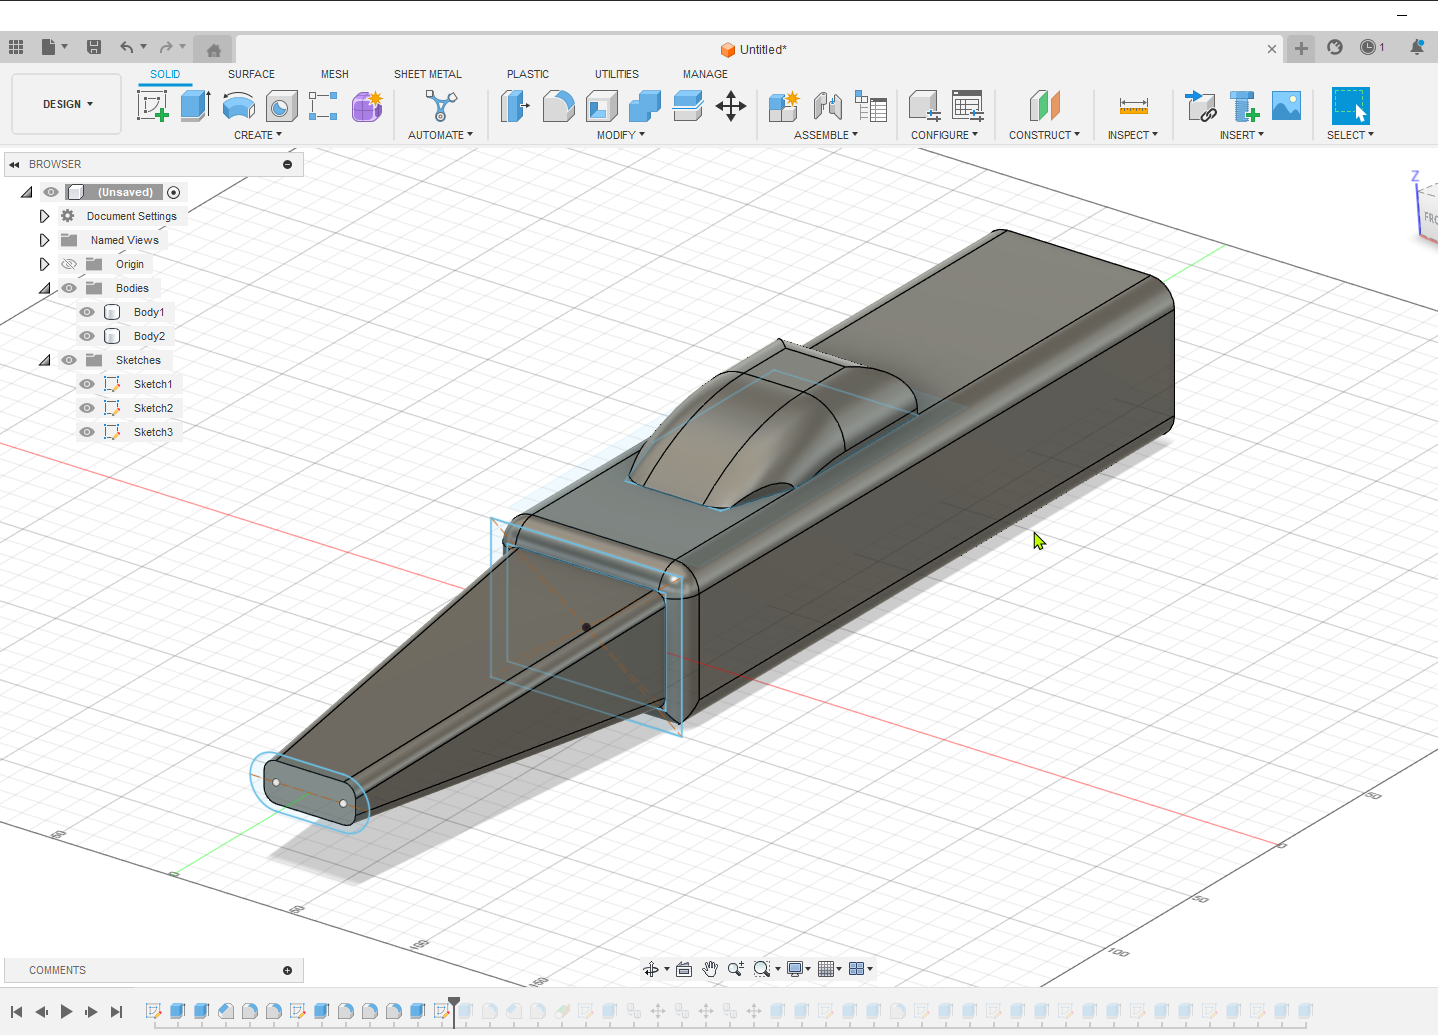 Untitled*
1
SOLID SURFACE MESH SHEET METAL PLASTIC UTILITIES MANAGE
DESIGN
CREATE AUTOMATE MODIFY ASSEMBLE CONFIGURE CONSTRUCT INSPECT INSERT SELECT
BROWSER
(Unsaved)
Document Settings
Named Views
Origin
Bodies
Body1
Body2
Sketches
Sketch1
Sketch2
Sketch3
Z
50
0
50
100
50
0
50
100
150
COMMENTS